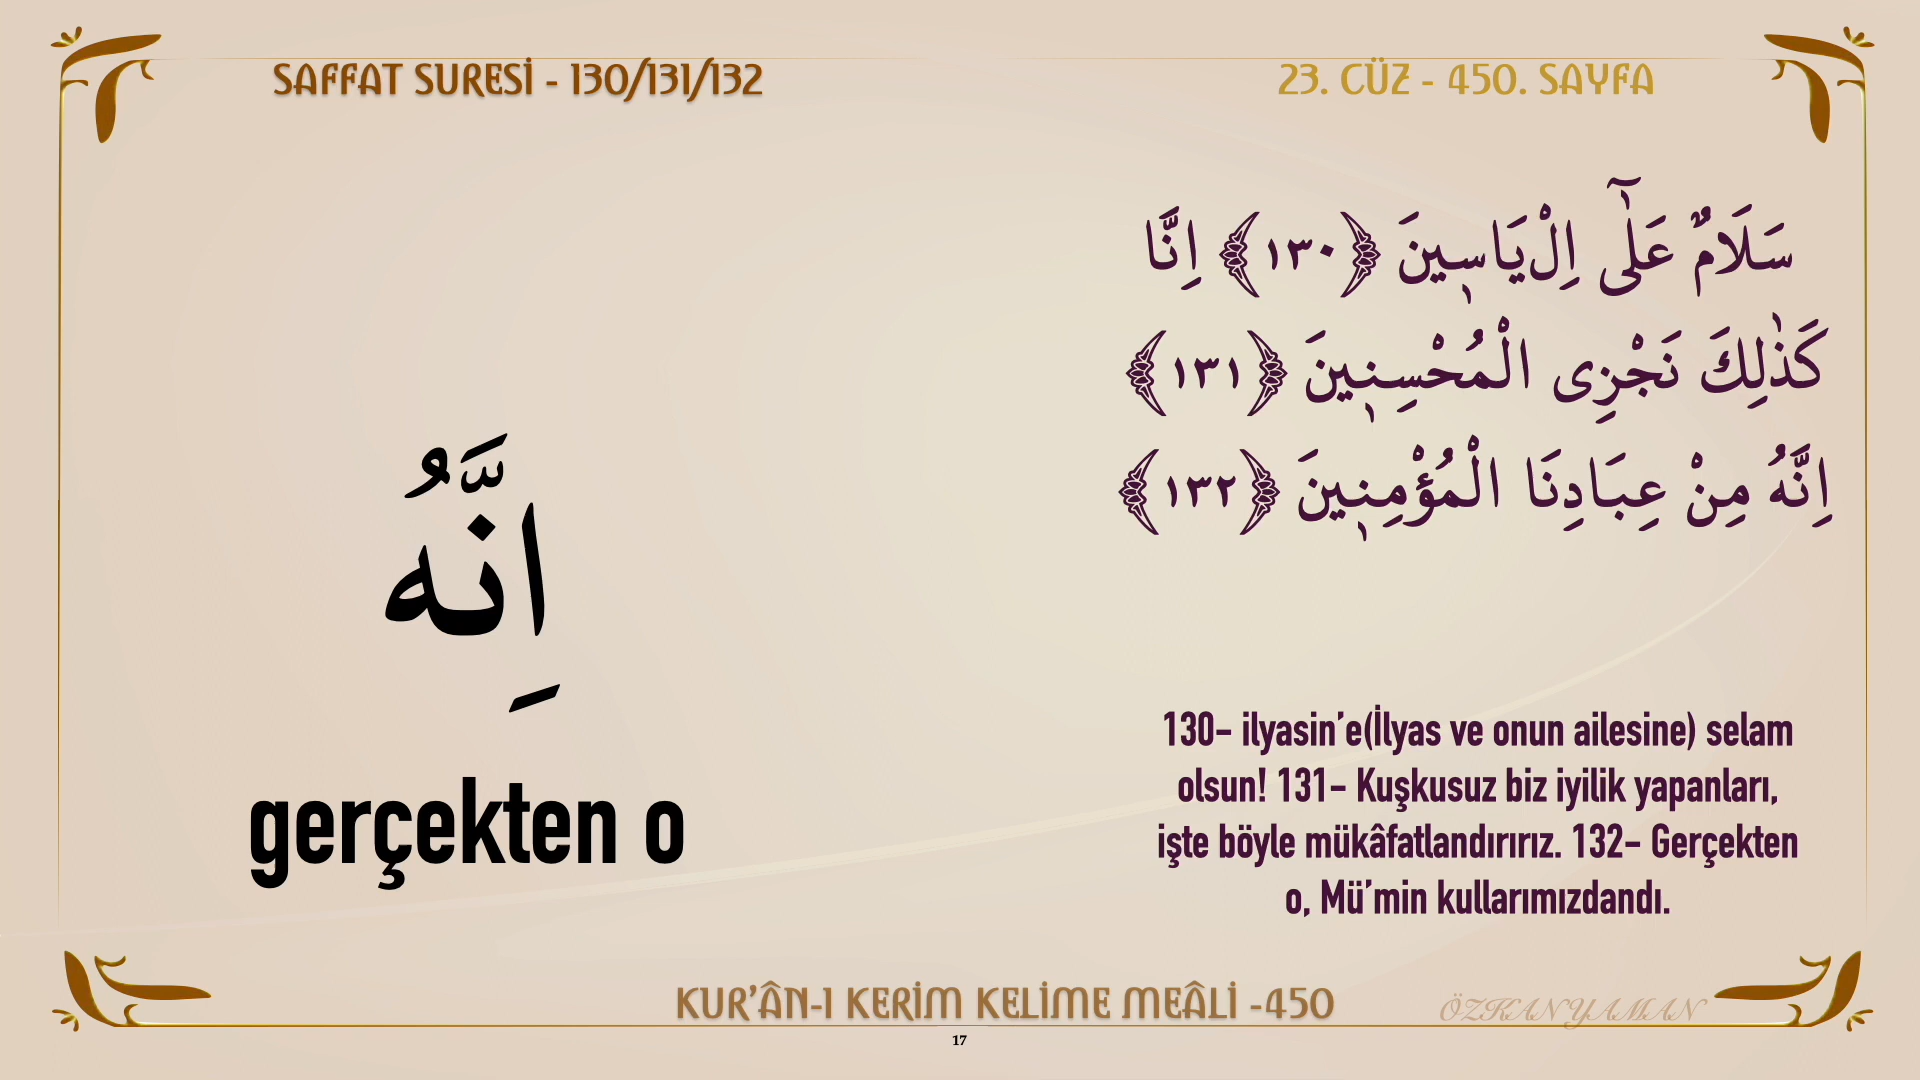 SAFFAT SURESİ - 130/131/132
23. CÜZ - 450. SAYFA
سَلَامٌ عَلٰٓى اِلْيَاسٖينَ ﴿١٣٠﴾ اِنَّا
كَذٰلِكَ نَجْزِى الْمُحْسِنٖينَ ﴿١٣١﴾
اِنَّهُ مِنْ عِبَادِنَا الْمُؤْمِنٖينَ ﴿١٣٢﴾
اِنَّهُ
gerçekten o
130- ilyasin'e(İlyas ve onun ailesine) selam
olsun! 131- Kuşkusuz biz iyilik yapanları,
işte böyle mükâfatlandırırız. 132- Gerçekten
o, Mü'min kullarımızdandı.
KUR'ÂN-I KERİM KELİME MEÂLİ -450
ÖZKAN YAMAN
17